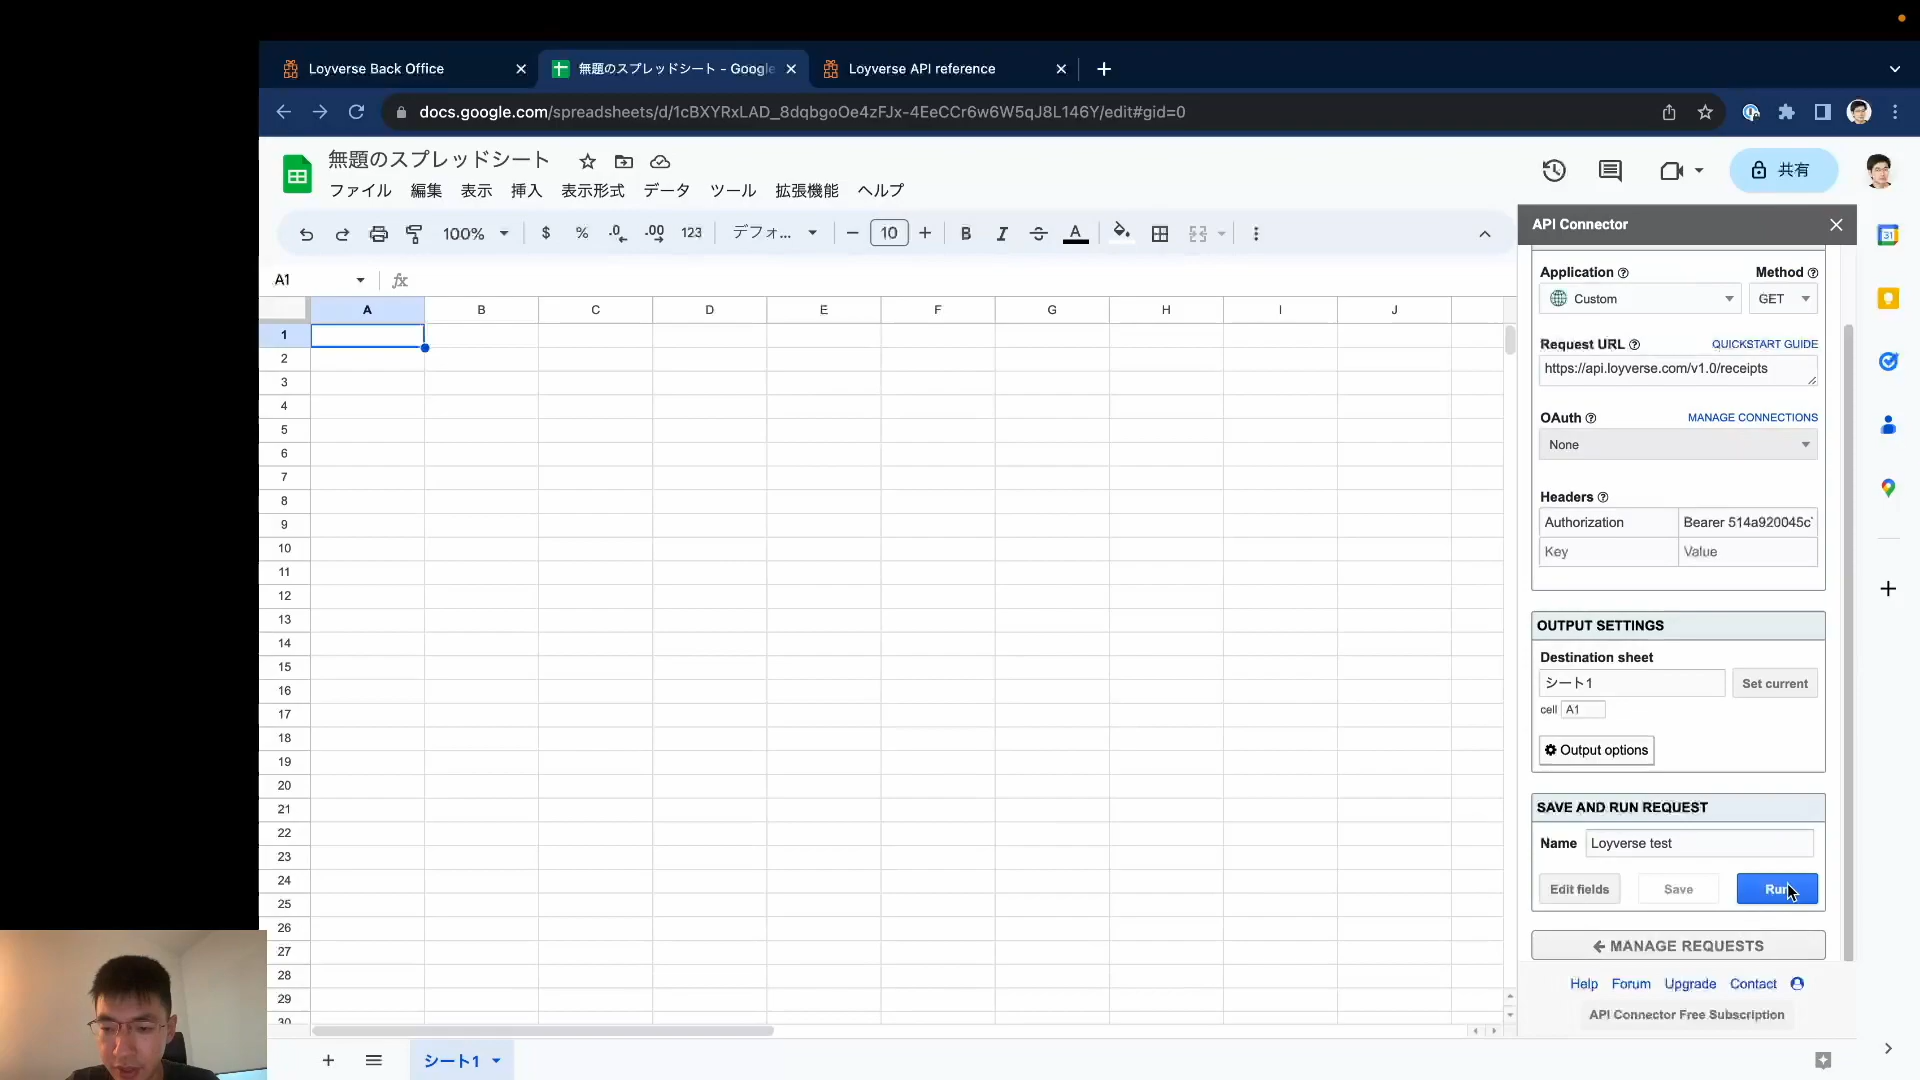 Loyverse Back Office
無題のスプレッドシート - Google
Loyverse API reference
docs.google.com/spreadsheets/d/1cBXYRxLAD_8dqbgoOe4zFJx-4EeCCr6w6W5qJ8L146Y/edit#gid=0
無題のスプレッドシート
ファイル 編集 表示 挿入 表示形式 データ ツール 拡張機能 ヘルプ
共有
100% $ % .0 .00 123 デフォ... 10 B I S A
A1 fx
A B C D E F G H I J
1
2
3
4
5
6
7
8
9
10
11
12
13
14
15
16
17
18
19
20
21
22
23
24
25
26
27
28
29
30
シート1
API Connector
Application Method
Custom GET
Request URL QUICKSTART GUIDE
https://api.loyverse.com/v1.0/receipts
OAuth MANAGE CONNECTIONS
None
Headers
Authorization Bearer 514a920045c
Key Value
OUTPUT SETTINGS
Destination sheet
シート1 Set current
cell A1
Output options
SAVE AND RUN REQUEST
Name Loyverse test
Edit fields Save Run
MANAGE REQUESTS
Help Forum Upgrade Contact
API Connector Free Subscription
31